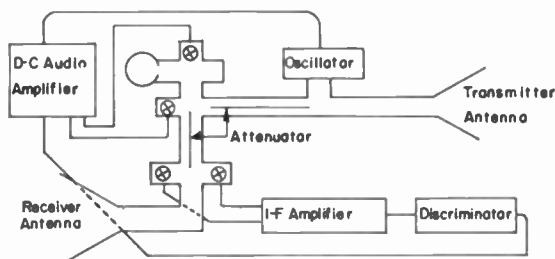 D-C Audio
Amplifier
Oscillator
Transmitter
Antenna
Attenuator
Receiver
Antenna
I-F Amplifier
Discriminator